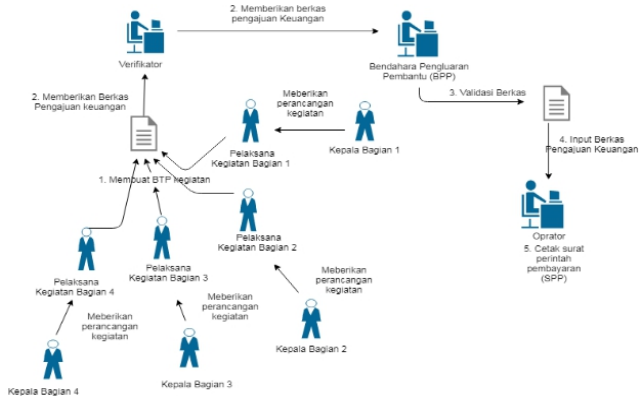 2. Memberikan berkas
pengajuan Keuangan
Verifikator
Bendahara Pengluaran
Pembantu (BPP)
2. Memberikan Berkas
Pengajuan keuangan
3. Validasi Berkas
Meberikan
perancangan
kegiatan
4. Input Berkas
Pengajuan Keuangan
Pelaksana
Kegiatan Bagian 1
Kepala Bagian 1
1. Membuat BTP kegiatan
Pelaksana
Kegiatan Bagian 2
Oprator
5. Cetak surat
perintah
pembayaran
(SPP)
Pelaksana
Kegiatan Bagian 3
Pelaksana
Kegiatan Bagian 4
Meberikan
perancangan
kegiatan
Meberikan
perancangan
kegiatan
Meberikan
perancangan
kegiatan
Kepala Bagian 2
Kepala Bagian 3
Kepala Bagian 4